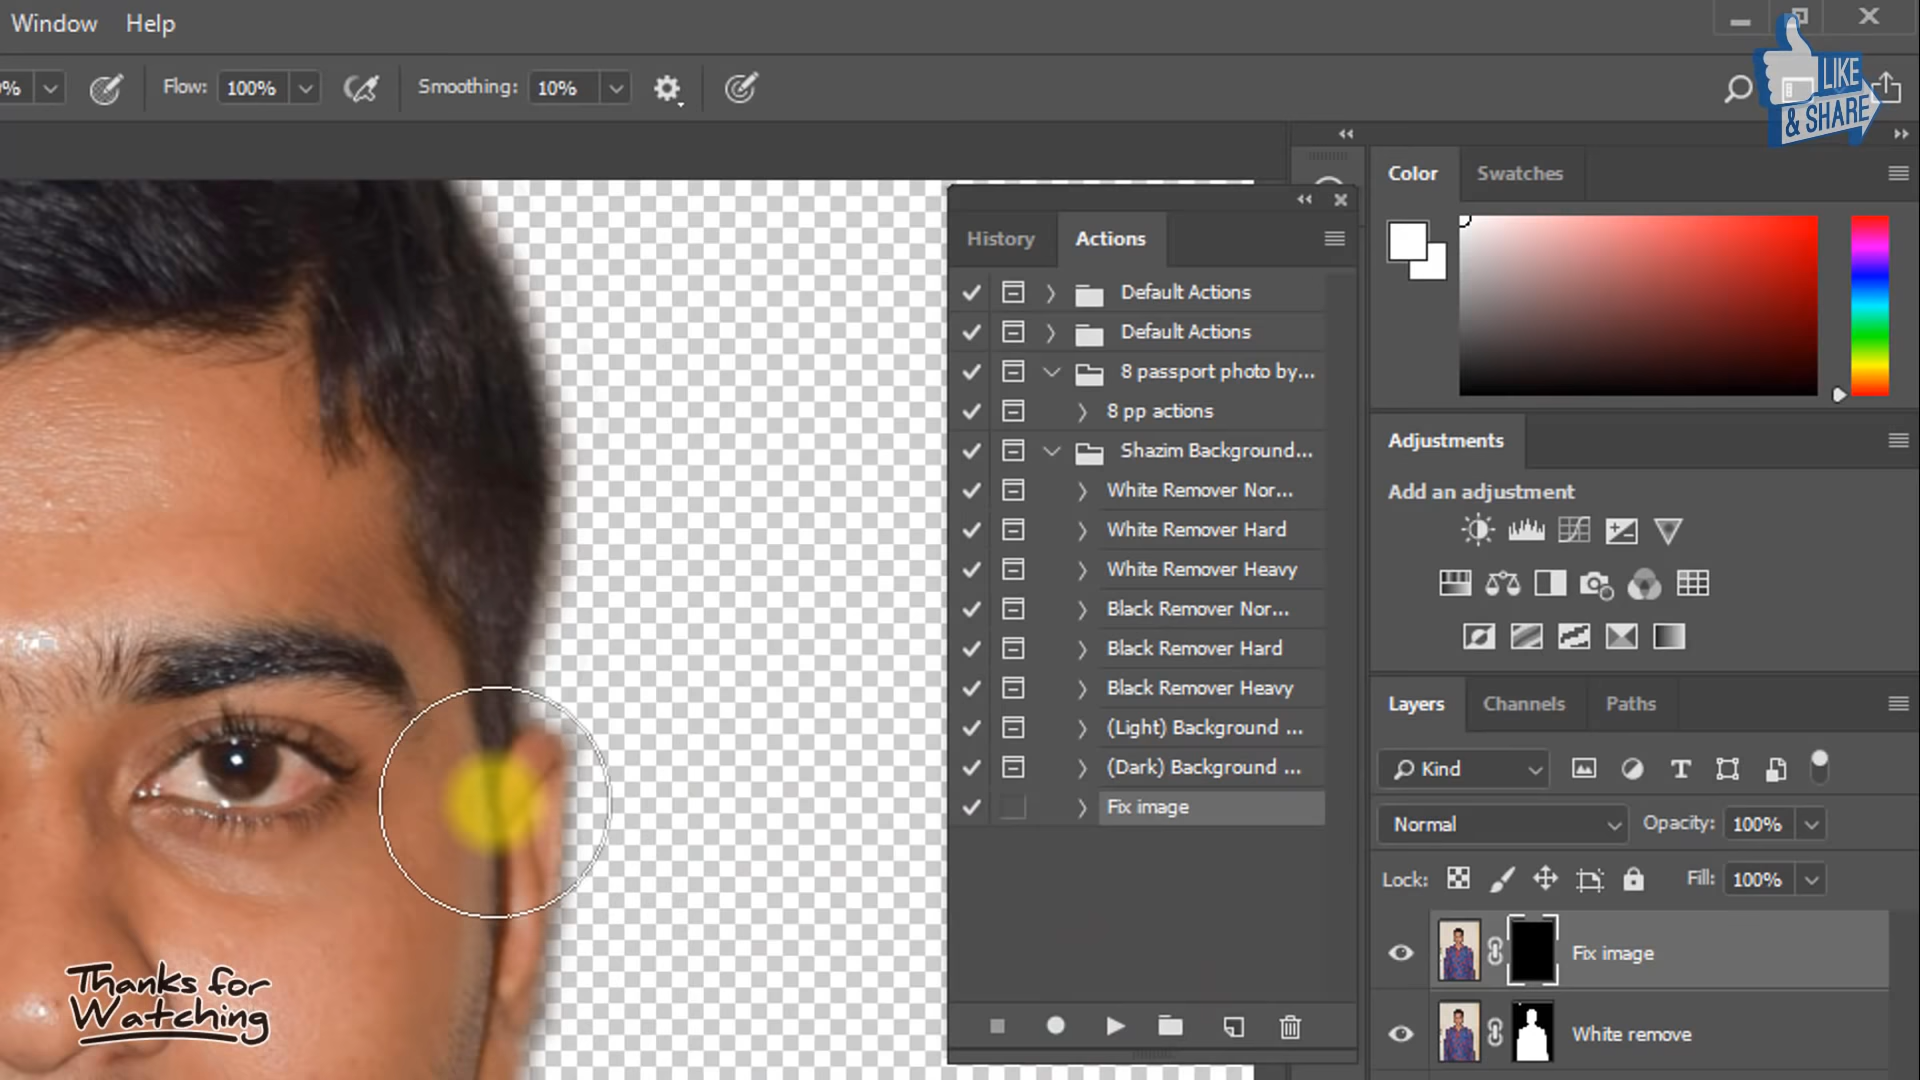 Window Help
% Flow: 100% Smoothing: 10%
LIKE
& SHARE
History Actions
Default Actions
Default Actions
8 passport photo by...
8 pp actions
Shazim Background...
White Remover Nor...
White Remover Hard
White Remover Heavy
Black Remover Nor...
Black Remover Hard
Black Remover Heavy
(Light) Background ...
(Dark) Background ...
Fix image
Color Swatches
Adjustments
Add an adjustment
Layers Channels Paths
Kind
Normal Opacity: 100%
Lock: Fill: 100%
Fix image
White remove
Thanks for
Watching